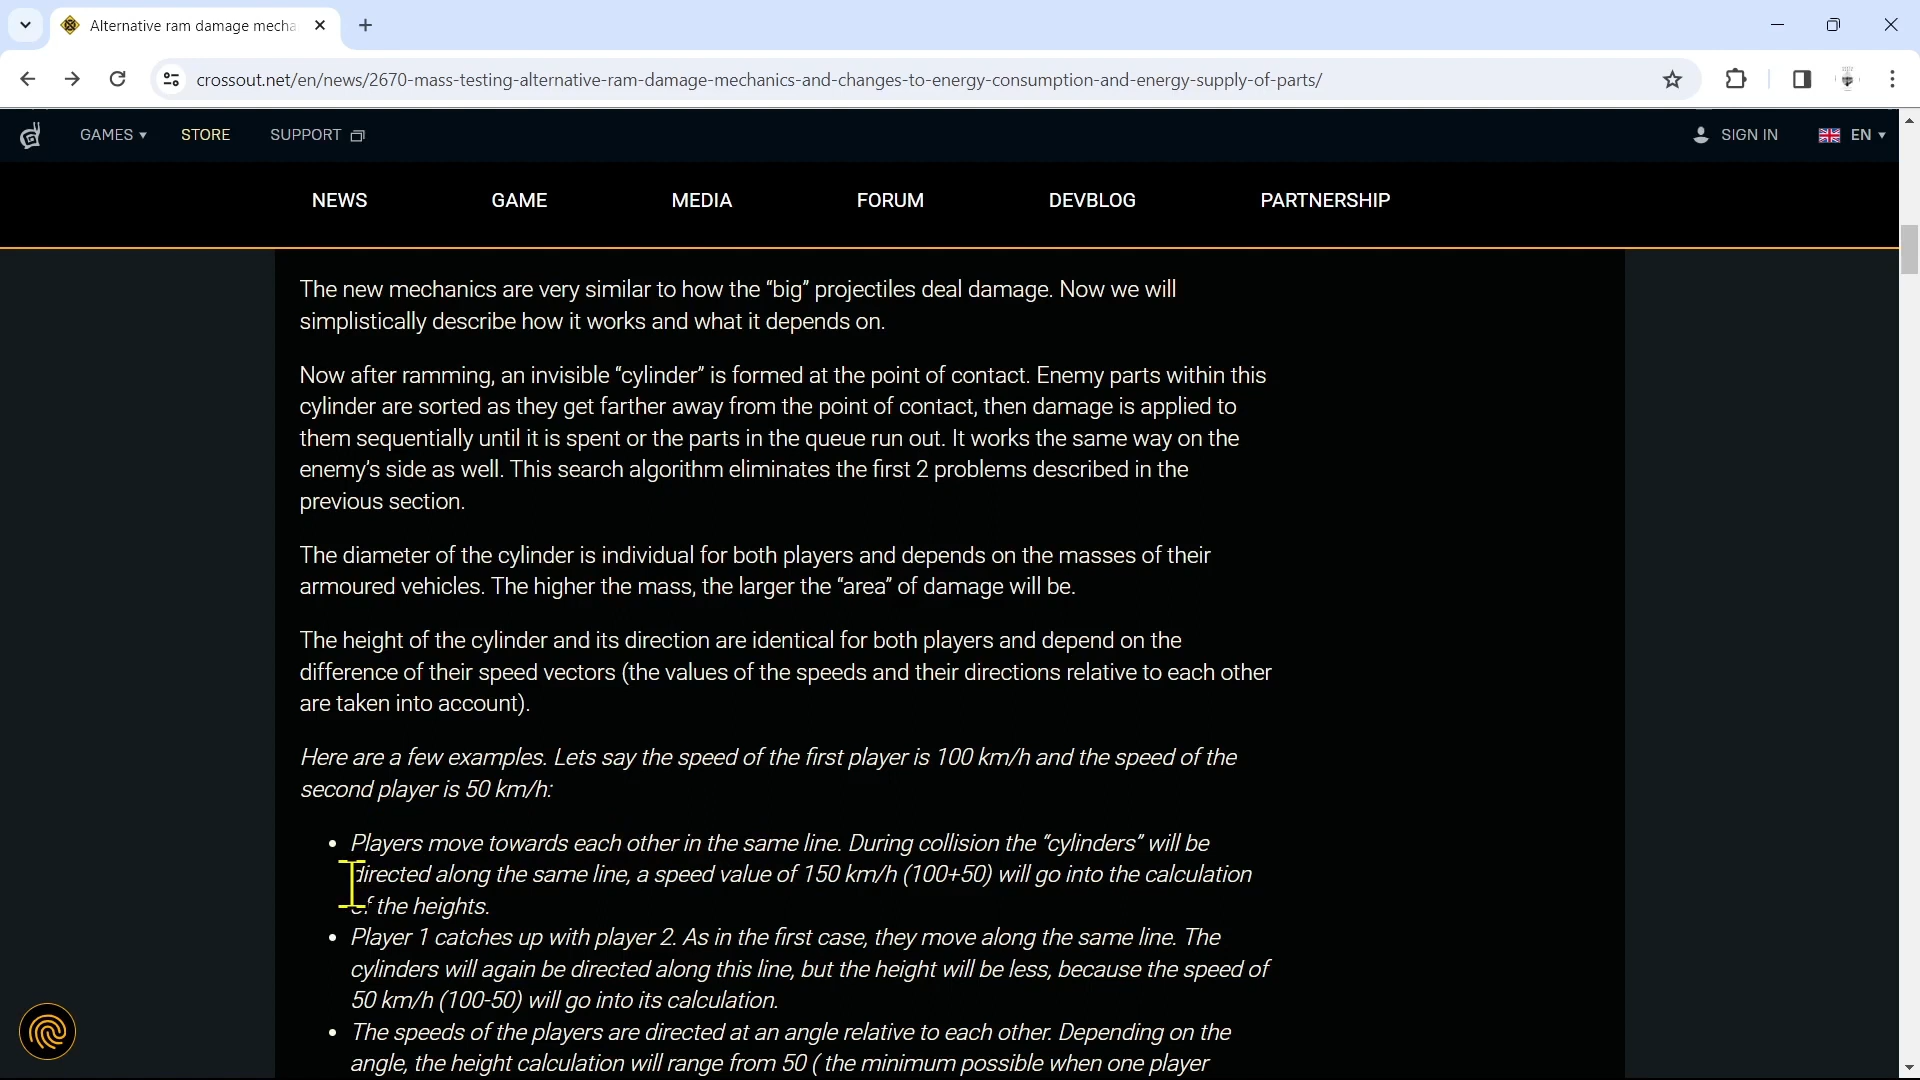 Alternative ram damage mecha
crossout.net/en/news/2670-mass-testing-alternative-ram-damage-mechanics-and-changes-to-energy-consumption-and-energy-supply-of-parts/
GAMES STORE SUPPORT SIGN IN EN
NEWS GAME MEDIA FORUM DEVBLOG PARTNERSHIP
The new mechanics are very similar to how the “big” projectiles deal damage. Now we will
simplistically describe how it works and what it depends on.
Now after ramming, an invisible “cylinder” is formed at the point of contact. Enemy parts within this
cylinder are sorted as they get farther away from the point of contact, then damage is applied to
them sequentially until it is spent or the parts in the queue run out. It works the same way on the
enemy’s side as well. This search algorithm eliminates the first 2 problems described in the
previous section.
The diameter of the cylinder is individual for both players and depends on the masses of their
armoured vehicles. The higher the mass, the larger the “area” of damage will be.
The height of the cylinder and its direction are identical for both players and depend on the
difference of their speed vectors (the values of the speeds and their directions relative to each other
are taken into account).
Here are a few examples. Lets say the speed of the first player is 100 km/h and the speed of the
second player is 50 km/h:
• Players move towards each other in the same line. During collision the “cylinders” will be
directed along the same line, a speed value of 150 km/h (100+50) will go into the calculation
of the heights.
• Player 1 catches up with player 2. As in the first case, they move along the same line. The
cylinders will again be directed along this line, but the height will be less, because the speed of
50 km/h (100-50) will go into its calculation.
• The speeds of the players are directed at an angle relative to each other. Depending on the
angle, the height calculation will range from 50 ( the minimum possible when one player